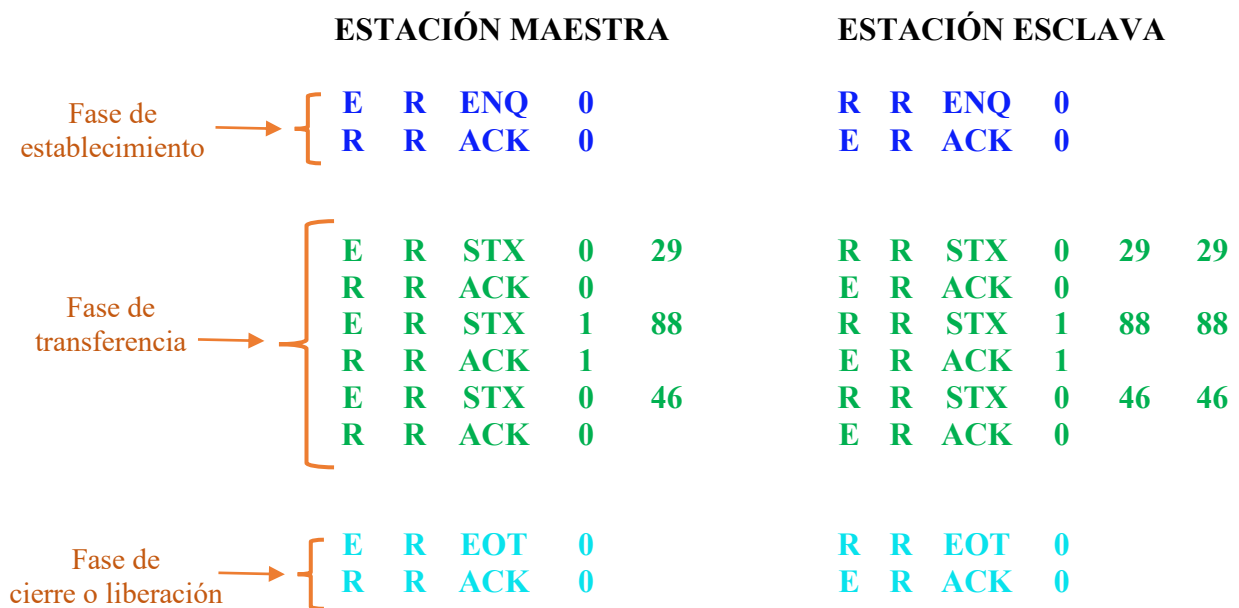 ESTACIÓN MAESTRA ESTACIÓN ESCLAVA
Fase de
establecimiento
E R ENQ 0 R R ENQ 0
R R ACK 0 E R ACK 0
Fase de
transferencia
E R STX 0 29 R R STX 0 29 29
R R ACK 0 E R ACK 0
E R STX 1 88 R R STX 1 88 88
R R ACK 1 E R ACK 1
E R STX 0 46 R R STX 0 46 46
R R ACK 0 E R ACK 0
Fase de
cierre o liberación
E R EOT 0 R R EOT 0
R R ACK 0 E R ACK 0